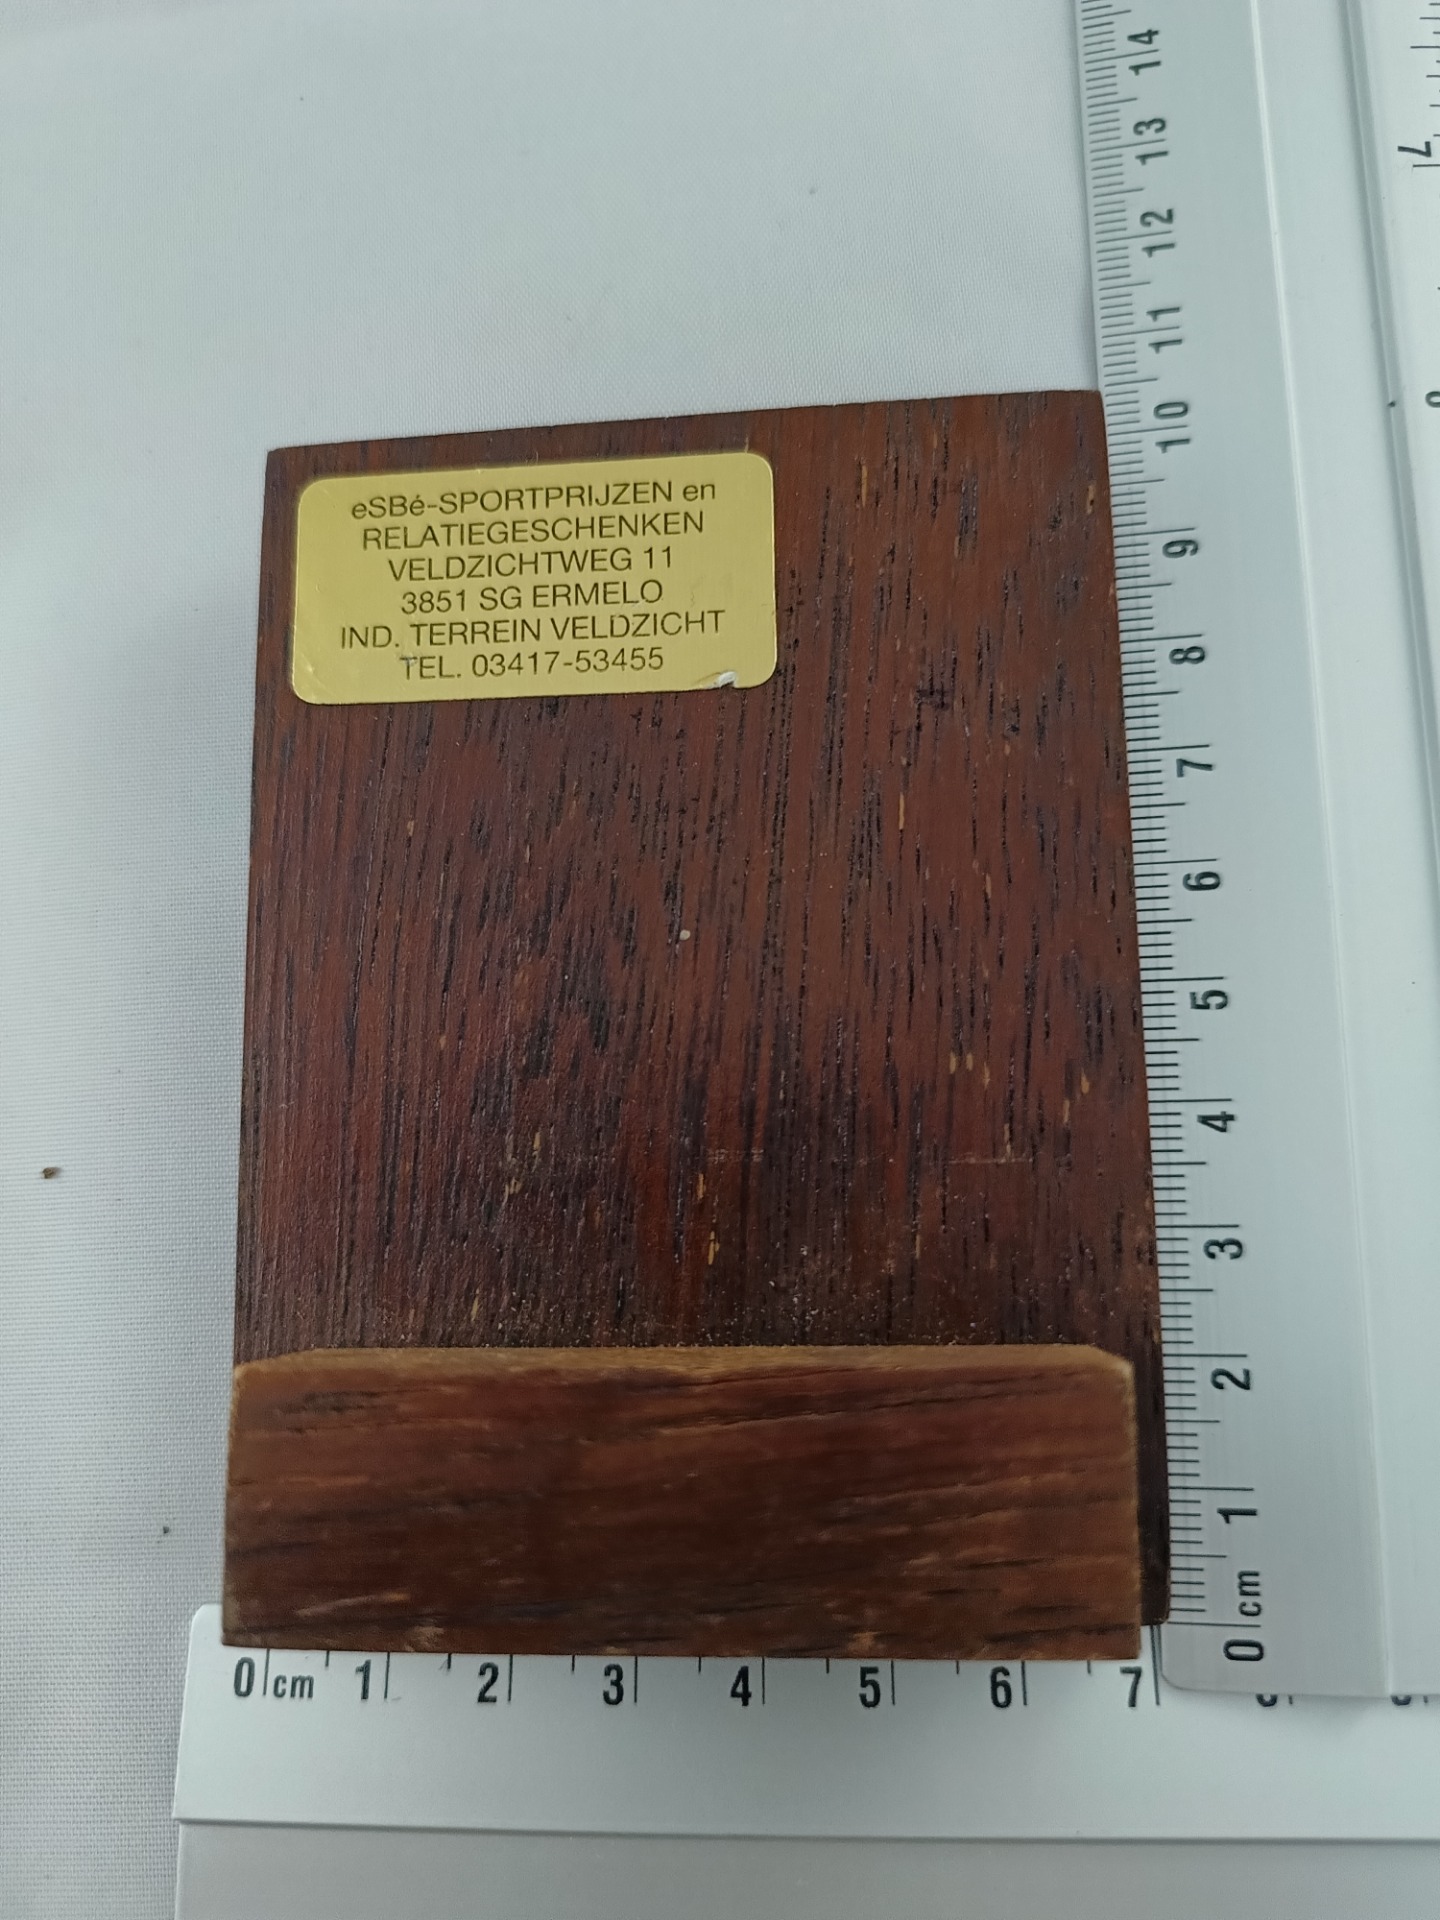 eSBé-SPORTPRIJZEN en
RELATIEGESCHENKEN
VELDZICHTWEG 11
3851 SG ERMELO
IND. TERREIN VELDZICHT
TEL. 03417-53455
14
13
12
11
10
9
8
7
6
5
4
3
2
1
0 cm
0 cm 1 2 3 4 5 6 7
7